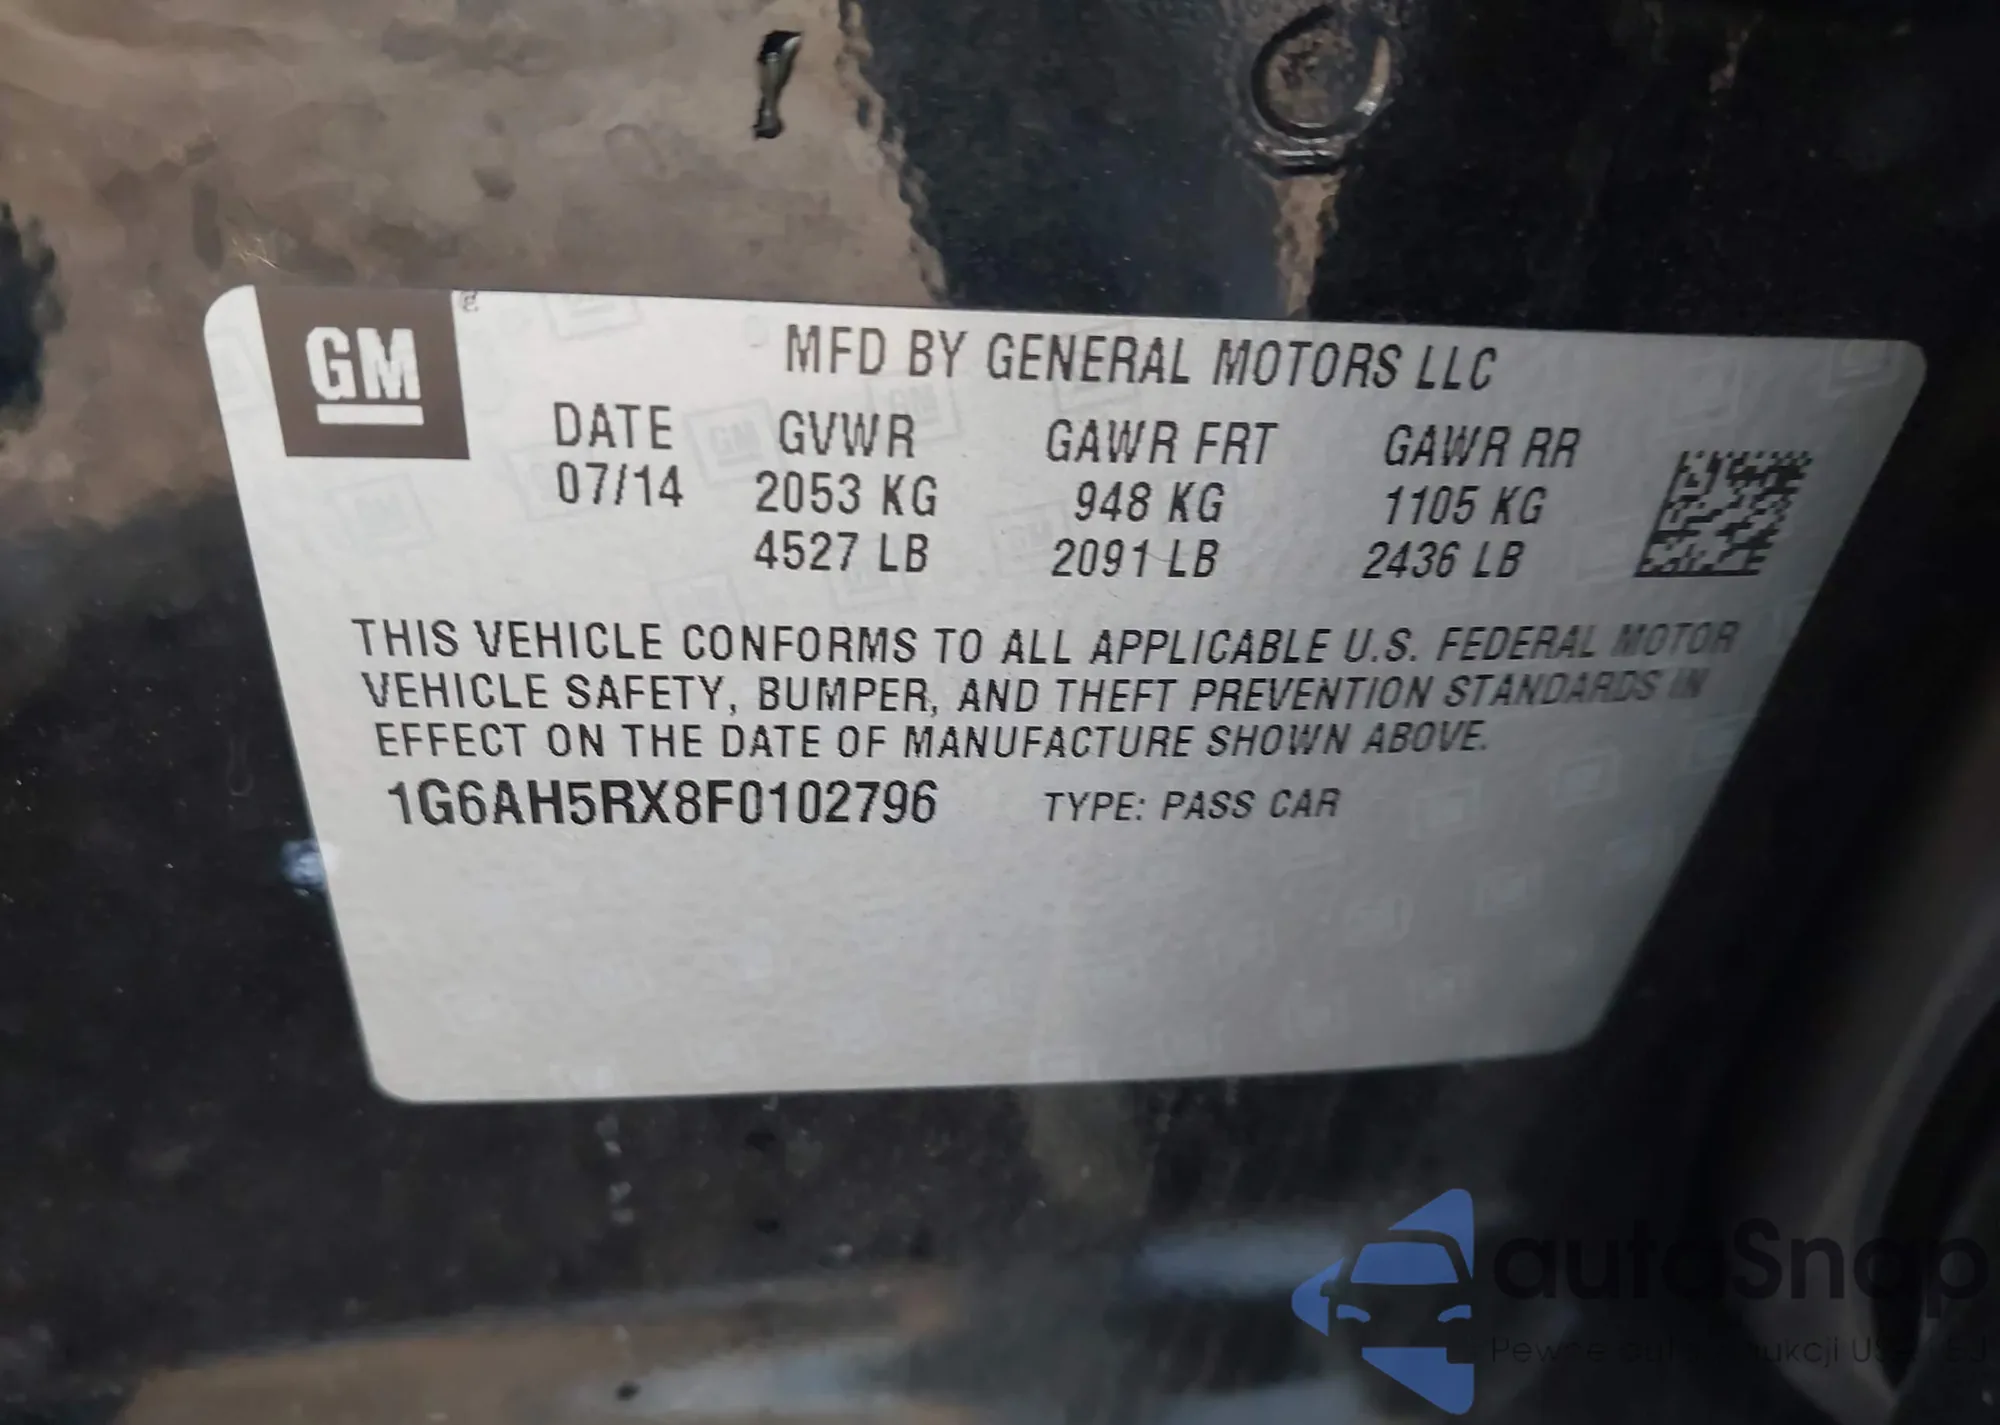 GM
MFD BY GENERAL MOTORS LLC
DATE GVWR GAWR FRT GAWR RR
07/14 2053 KG 948 KG 1105 KG
4527 LB 2091 LB 2436 LB
THIS VEHICLE CONFORMS TO ALL APPLICABLE U.S. FEDERAL MOTOR
VEHICLE SAFETY, BUMPER, AND THEFT PREVENTION STANDARDS IN
EFFECT ON THE DATE OF MANUFACTURE SHOWN ABOVE.
1G6AH5RX8F0102796 TYPE: PASS CAR
autoSnap